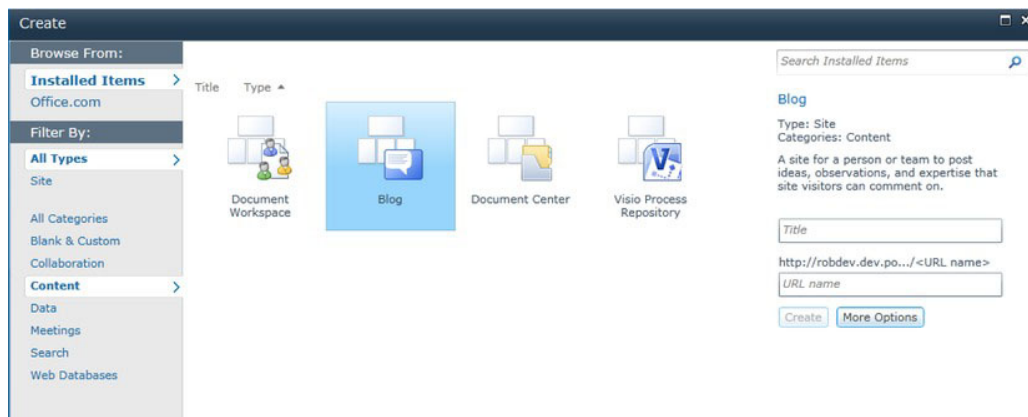 Create
Browse From:
Installed Items
Office.com
Filter By:
All Types
Site
All Categories
Blank & Custom
Collaboration
Content
Data
Meetings
Search
Web Databases
Title Type
Document
Workspace
Blog
Document Center
Visio Process
Repository
Search Installed Items
Blog
Type: Site
Categories: Content
A site for a person or team to post
ideas, observations, and expertise that
site visitors can comment on.
Title
http://robdev.dev.po.../<URL name>
URL name
Create More Options